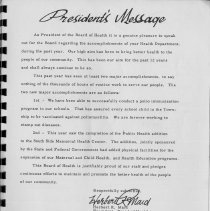 President's Message
As President of the Board of Health it is a genuine pleasure to speak
out for the Board regarding the accomplishments of your Health Department
during the past year. Our high aim has been to bring better health to the
people of our community. This has been our aim for the past years
and shall always continue to be so.
This past year has seen at least two major accomplishments, to say
nothing of the thousands of hours of routine work to serve our people. The
two new major accomplishments are as follows:
1st - We have been able to successfully conduct a polio immunization
program in our schools. This has assured every school child in the Town-
ship to be vaccinated against poliomyelitis. We are forever working to
stamp out diseases.
2nd - This year saw the completion of the Public Health addition
to the South Side Memorial Health Center. The addition, jointly sponsored
by the State and Federal Governments had added physical facilities for the
expansion of our Maternal and Child Health, and Health Education programs.
This Board of Health is justifiably proud of our staff and pledges
continuous efforts to maintain and promote the better health of the people
of our community.
Respectfully
Herbert R.
Herbert R.